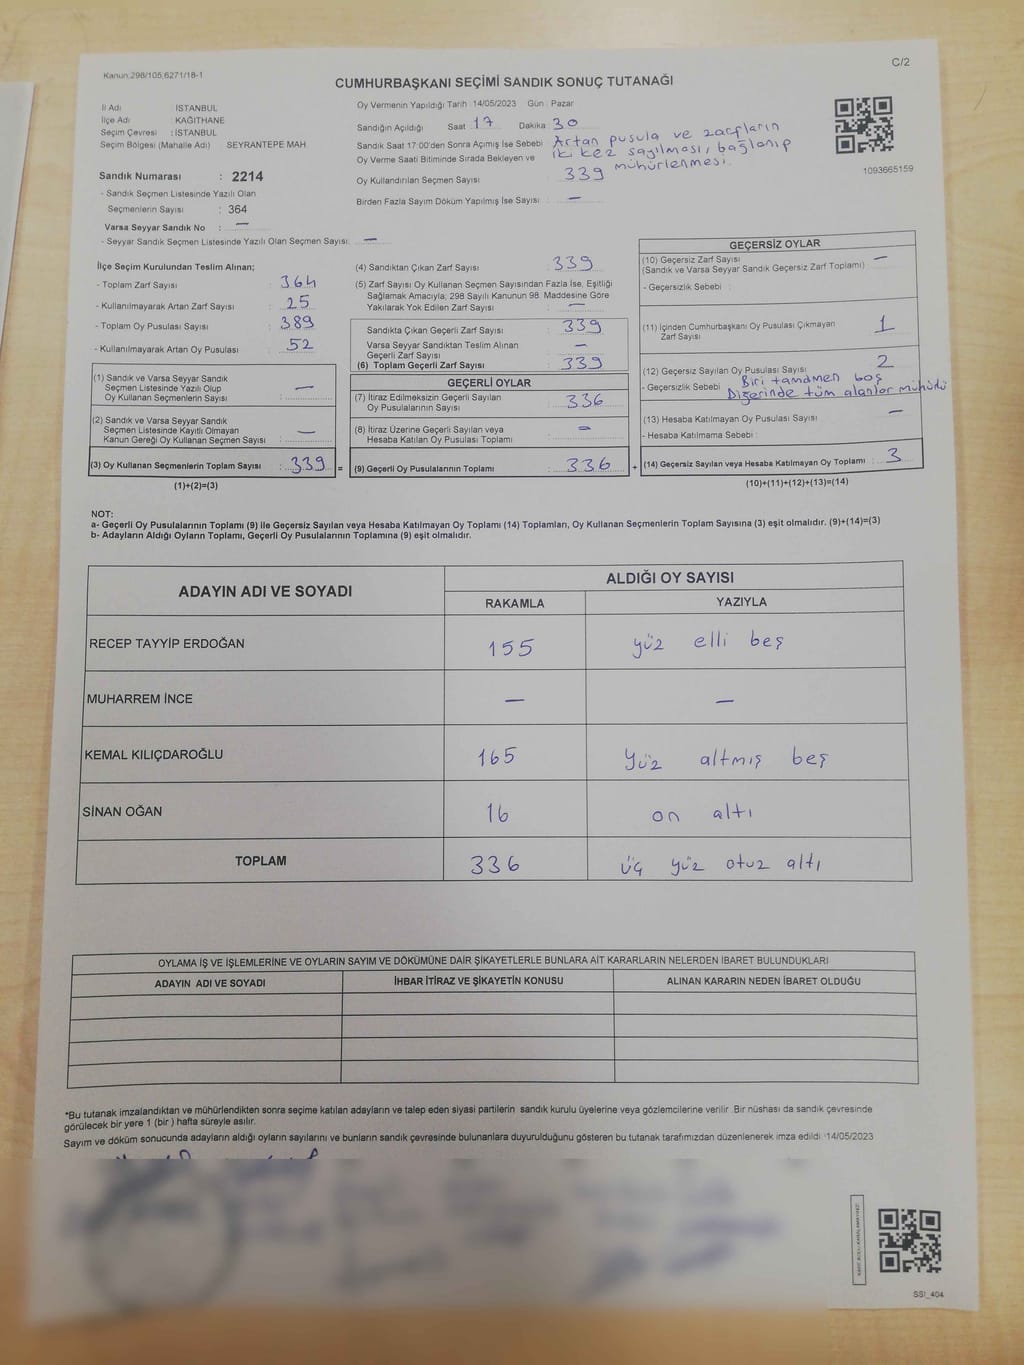 Kanun.298/105,6271/18-1
C/2
CUMHURBAŞKANI SEÇİMİ SANDIK SONUÇ TUTANAĞI
İl Adı : İSTANBUL
İlçe Adı : KAĞITHANE
Seçim Çevresi : İSTANBUL
Seçim Bölgesi (Mahalle Adı) : SEYRANTEPE MAH.
Sandık Numarası : 2214
- Sandık Seçmen Listesinde Yazılı Olan
Seçmenlerin Sayısı : 364
Varsa Seyyar Sandık No : —
- Seyyar Sandık Seçmen Listesinde Yazılı Olan Seçmen Sayısı: —
Oy Vermenin Yapıldığı Tarih : 14/05/2023 Gün : Pazar
Sandığın Açıldığı Saat 17 Dakika 30
Sandık Saat 17:00'den Sonra Açılmış İse Sebebi : Artan pusula ve zarfların
iki kez sayılması, bağlanıp
mühürlenmesi.
Oy Verme Saati Bitiminde Sırada Bekleyen ve
Oy Kullandırılan Seçmen Sayısı 339
Birden Fazla Sayım Döküm Yapılmış İse Sayısı : —
1093665159
İlçe Seçim Kurulundan Teslim Alınan;
- Toplam Zarf Sayısı : 364
- Kullanılmayarak Artan Zarf Sayısı : 25
- Toplam Oy Pusulası Sayısı : 389
- Kullanılmayarak Artan Oy Pusulası : 52
(1) Sandık ve Varsa Seyyar Sandık
Seçmen Listesinde Yazılı Olup
Oy Kullanan Seçmenlerin Sayısı : —
(2) Sandık ve Varsa Seyyar Sandık
Seçmen Listesinde Kayıtlı Olmayan
Kanun Gereği Oy Kullanan Seçmen Sayısı : —
(3) Oy Kullanan Seçmenlerin Toplam Sayısı : 339 =
(1)+(2)=(3)
(4) Sandıktan Çıkan Zarf Sayısı : 339
(5) Zarf Sayısı Oy Kullanan Seçmen Sayısından Fazla İse, Eşitliği
Sağlamak Amacıyla, 298 Sayılı Kanunun 98. Maddesine Göre
Yakılarak Yok Edilen Zarf Sayısı : —
Sandıkta Çıkan Geçerli Zarf Sayısı : 339
Varsa Seyyar Sandıktan Teslim Alınan
Geçerli Zarf Sayısı : —
(6) Toplam Geçerli Zarf Sayısı : 339
GEÇERLİ OYLAR
(7) İtiraz Edilmeksizin Geçerli Sayılan
Oy Pusulalarının Sayısı : 336
(8) İtiraz Üzerine Geçerli Sayılan veya
Hesaba Katılan Oy Pusulası Toplamı : —
(9) Geçerli Oy Pusulalarının Toplamı : 336 +
GEÇERSİZ OYLAR
(10) Geçersiz Zarf Sayısı : —
(Sandık ve Varsa Seyyar Sandık Geçersiz Zarf Toplamı)
- Geçersizlik Sebebi :
(11) İçinden Cumhurbaşkanı Oy Pusulası Çıkmayan
Zarf Sayısı : 1
(12) Geçersiz Sayılan Oy Pusulası Sayısı : 2
- Geçersizlik Sebebi : Biri tamamen boş
Diğerinde tüm alanlar mühürlü
(13) Hesaba Katılmayan Oy Pusulası Sayısı : —
- Hesaba Katılmama Sebebi :
(14) Geçersiz Sayılan veya Hesaba Katılmayan Oy Toplamı : 3
(10)+(11)+(12)+(13)=(14)
NOT:
a- Geçerli Oy Pusulalarının Toplamı (9) ile Geçersiz Sayılan veya Hesaba Katılmayan Oy Toplamı (14) Toplamları, Oy Kullanan Seçmenlerin Toplam Sayısına (3) eşit olmalıdır. (9)+(14)=(3)
b- Adayların Aldığı Oyların Toplamı, Geçerli Oy Pusulalarının Toplamına (9) eşit olmalıdır.
ADAYIN ADI VE SOYADI ALDIĞI OY SAYISI
RAKAMLA YAZIYLA
RECEP TAYYİP ERDOĞAN 155 yüz elli beş
MUHARREM İNCE — —
KEMAL KILIÇDAROĞLU 165 yüz altmış beş
SİNAN OĞAN 16 on altı
TOPLAM 336 üç yüz otuz altı
OYLAMA İŞ VE İŞLEMLERİNE VE OYLARIN SAYIM VE DÖKÜMÜNE DAİR ŞİKAYETLERLE BUNLARA AİT KARARLARIN NELERDEN İBARET BULUNDUKLARI
ADAYIN ADI VE SOYADI İHBAR İTİRAZ VE ŞİKAYETİN KONUSU ALINAN KARARIN NEDEN İBARET OLDUĞU
*Bu tutanak imzalandıktan ve mühürlendikten sonra seçime katılan adayların ve talep eden siyasi partilerin sandık kurulu üyelerine veya gözlemcilerine verilir. Bir nüshası da sandık çevresinde
görülecek bir yere 1 (bir) hafta süreyle asılır.
Sayım ve döküm sonucunda adayların aldığı oyların sayılarını ve bunların sandık çevresinde bulunanlara duyurulduğunu gösteren bu tutanak tarafımızdan düzenlenerek imza edildi. 14/05/2023
SSI_404